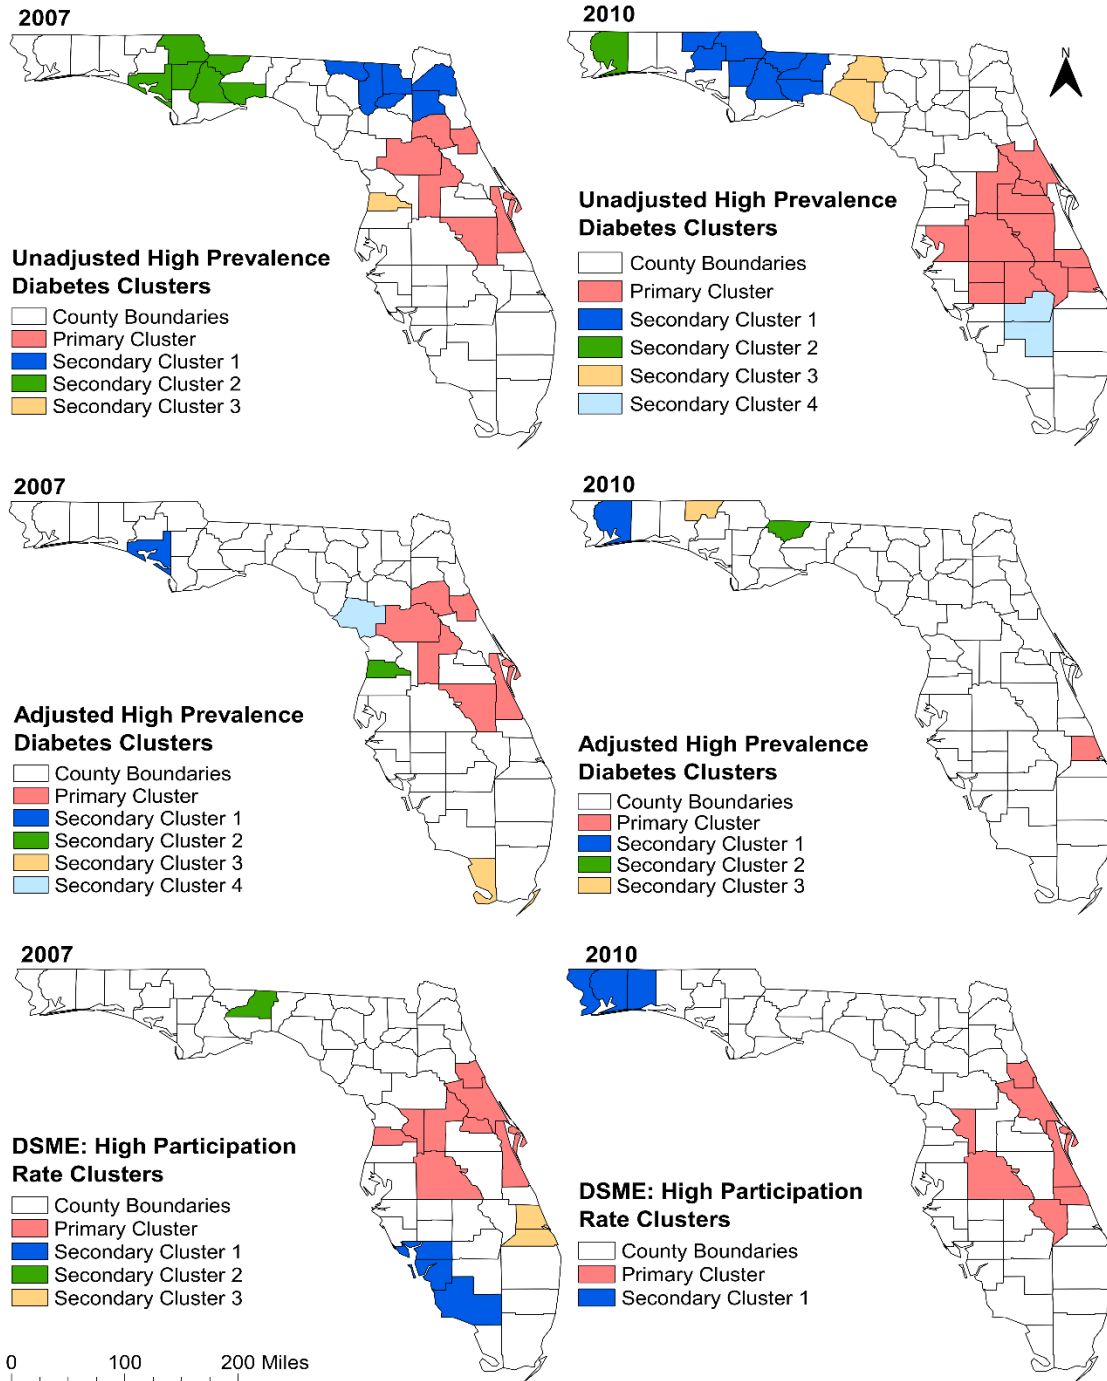 2007
Unadjusted High Prevalence
Diabetes Clusters
County Boundaries
Primary Cluster
Secondary Cluster 1
Secondary Cluster 2
Secondary Cluster 3
2010
N
Unadjusted High Prevalence
Diabetes Clusters
County Boundaries
Primary Cluster
Secondary Cluster 1
Secondary Cluster 2
Secondary Cluster 3
Secondary Cluster 4
2007
Adjusted High Prevalence
Diabetes Clusters
County Boundaries
Primary Cluster
Secondary Cluster 1
Secondary Cluster 2
Secondary Cluster 3
Secondary Cluster 4
2010
Adjusted High Prevalence
Diabetes Clusters
County Boundaries
Primary Cluster
Secondary Cluster 1
Secondary Cluster 2
Secondary Cluster 3
2007
DSME: High Participation
Rate Clusters
County Boundaries
Primary Cluster
Secondary Cluster 1
Secondary Cluster 2
Secondary Cluster 3
2010
DSME: High Participation
Rate Clusters
County Boundaries
Primary Cluster
Secondary Cluster 1
0 100 200 Miles